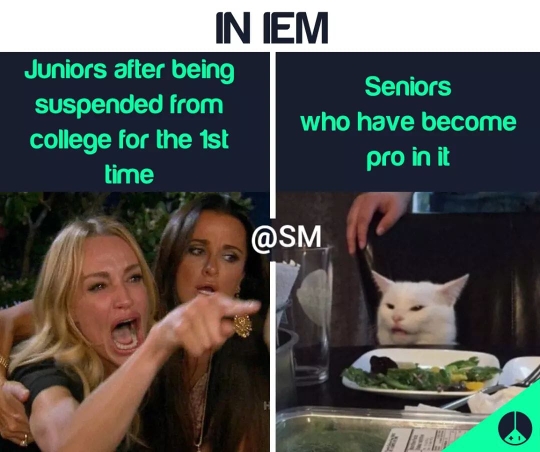 IN IEM
Juniors after being
suspended from
college for the 1st
time
Seniors
who have become
pro in it
@SM